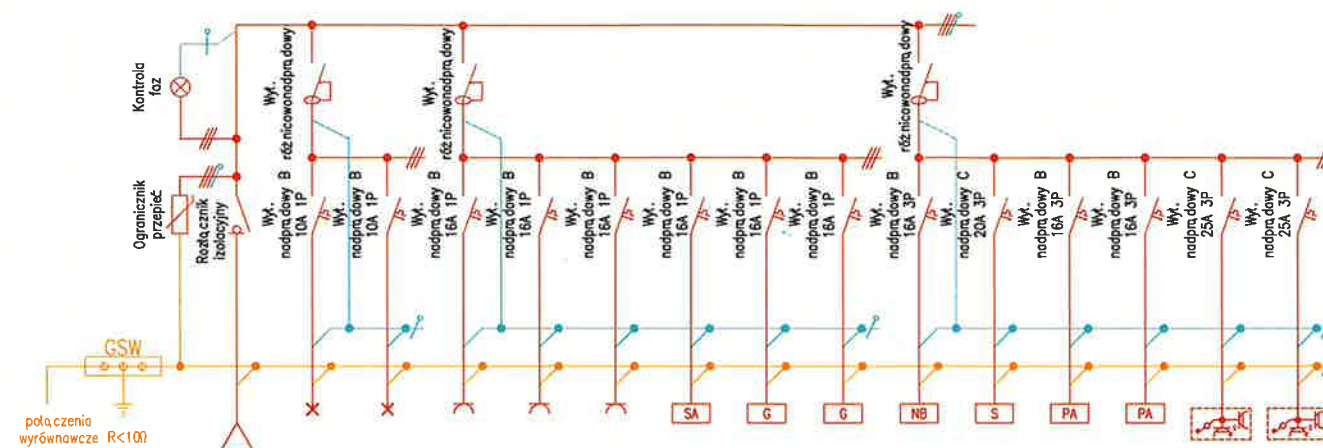 Kontrola
faz
Ogranicznik
przepięć
Rozłącznik
izolacyjny
Wył.
różnicowonadprądowy
Wył.
różnicowonadprądowy
Wył.
różnicowonadprądowy
Wył.
nadprądowy B
10A 1P
Wył.
nadprądowy B
10A 1P
Wył.
nadprądowy B
16A 1P
Wył.
nadprądowy B
16A 1P
Wył.
nadprądowy B
16A 1P
Wył.
nadprądowy B
16A 1P
Wył.
nadprądowy B
16A 1P
Wył.
nadprądowy B
16A 1P
Wył.
nadprądowy B
16A 3P
Wył.
nadprądowy C
20A 3P
Wył.
nadprądowy B
16A 3P
Wył.
nadprądowy B
16A 3P
Wył.
nadprądowy C
25A 3P
Wył.
nadprądowy C
25A 3P
GSW
połączenia
wyrównawcze R<10Ω
SA
G
G
NB
S
PA
PA